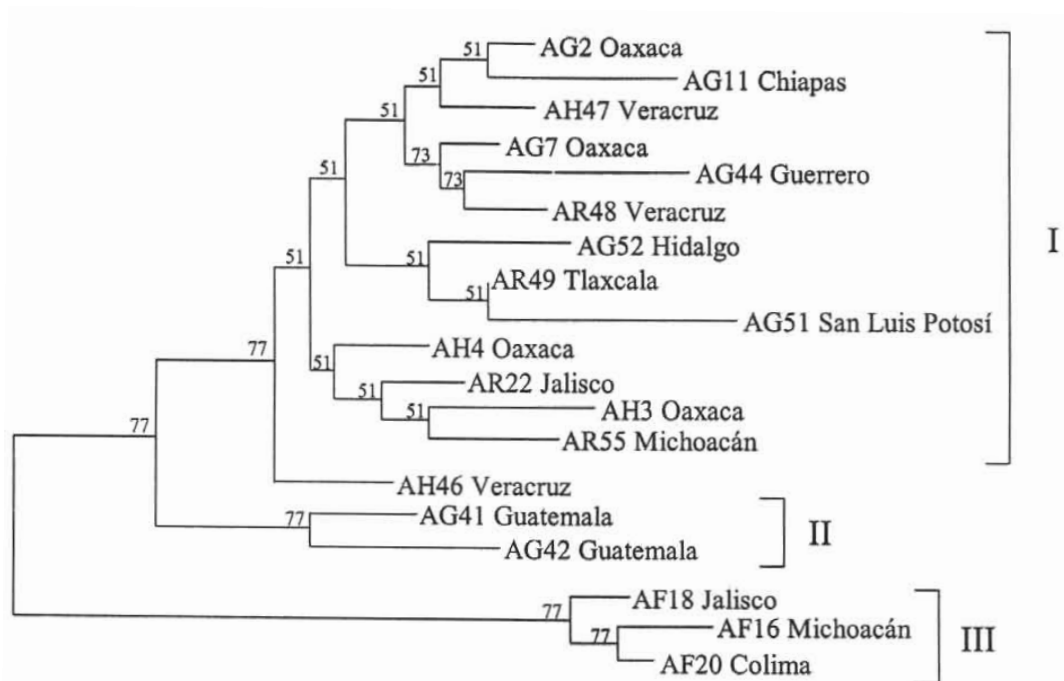 51 AG2 Oaxaca
51 AG11 Chiapas
51 AH47 Veracruz
73 AG7 Oaxaca
73 AG44 Guerrero
51 AR48 Veracruz
51 AG52 Hidalgo
I
51 AR49 Tlaxcala
51 AG51 San Luis Potosí
77 AH4 Oaxaca
51 AR22 Jalisco
51 AH3 Oaxaca
51 AR55 Michoacán
77 AH46 Veracruz
77 AG41 Guatemala
II
AG42 Guatemala
77 AF18 Jalisco
77 AF16 Michoacán
III
AF20 Colima